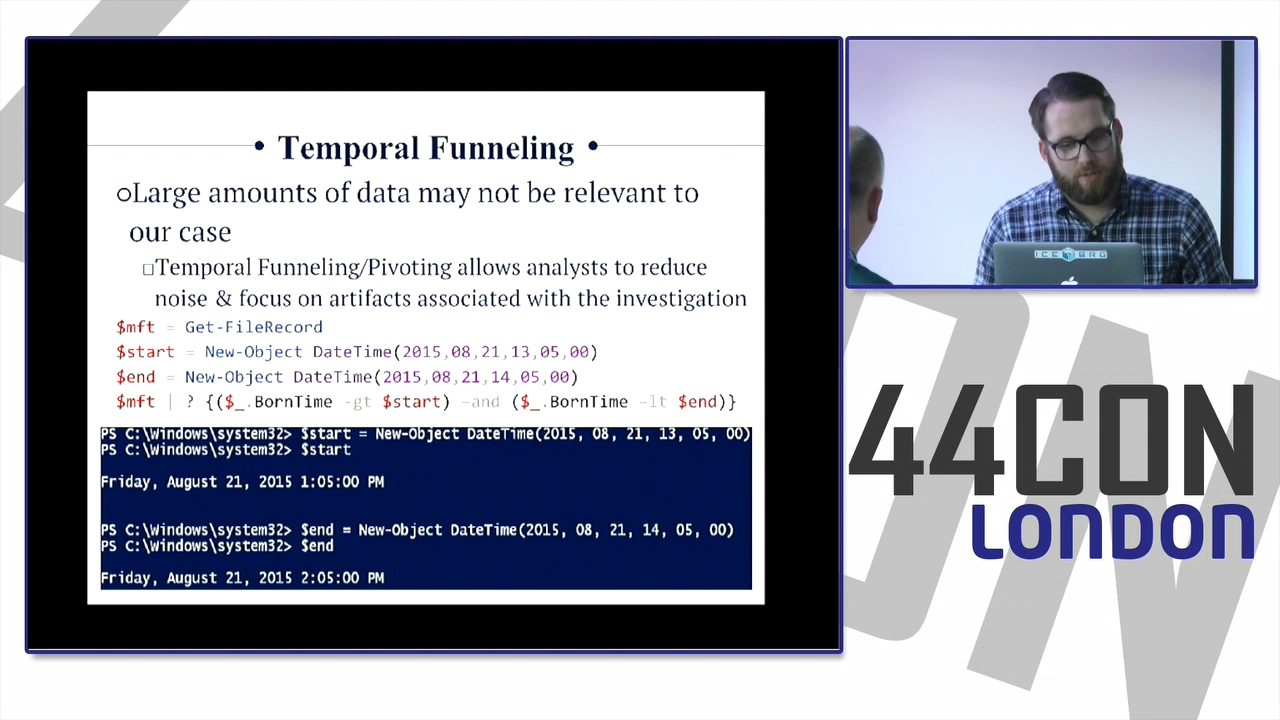 • Temporal Funneling •
○Large amounts of data may not be relevant to
our case
□Temporal Funneling/Pivoting allows analysts to reduce
noise & focus on artifacts associated with the investigation
$mft = Get-FileRecord
$start = New-Object DateTime(2015,08,21,13,05,00)
$end = New-Object DateTime(2015,08,21,14,05,00)
$mft | ? {($_.BornTime -gt $start) -and ($_.BornTime -lt $end)}
PS C:\Windows\system32> $start = New-Object DateTime(2015, 08, 21, 13, 05, 00)
PS C:\Windows\system32> $start
Friday, August 21, 2015 1:05:00 PM
PS C:\Windows\system32> $end = New-Object DateTime(2015, 08, 21, 14, 05, 00)
PS C:\Windows\system32> $end
Friday, August 21, 2015 2:05:00 PM
ICEBRG
44CON
LONDON